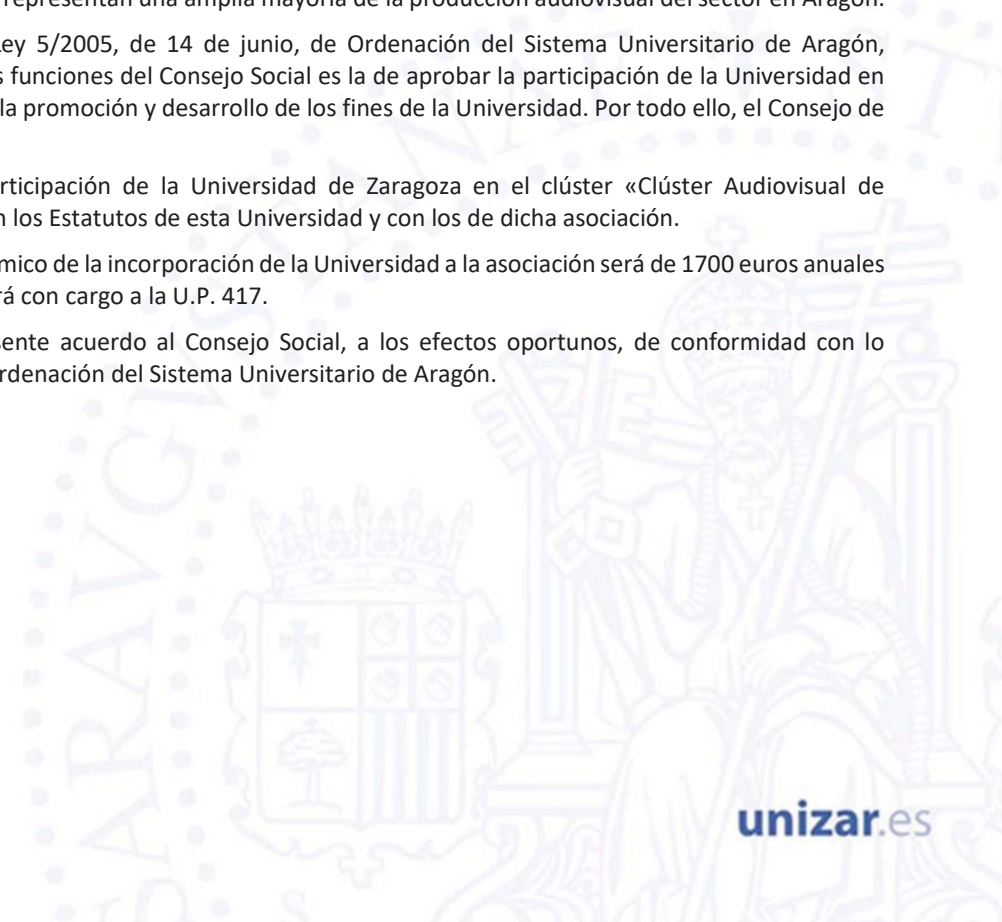 representan una amplia mayoría de la producción audiovisual del sector en Aragón.
Ley 5/2005, de 14 de junio, de Ordenación del Sistema Universitario de Aragón,
s funciones del Consejo Social es la de aprobar la participación de la Universidad en
la promoción y desarrollo de los fines de la Universidad. Por todo ello, el Consejo de
rticipación de la Universidad de Zaragoza en el clúster «Clúster Audiovisual de
n los Estatutos de esta Universidad y con los de dicha asociación.
mico de la incorporación de la Universidad a la asociación será de 1700 euros anuales
rá con cargo a la U.P. 417.
sente acuerdo al Consejo Social, a los efectos oportunos, de conformidad con lo
rdenación del Sistema Universitario de Aragón.
unizar.es